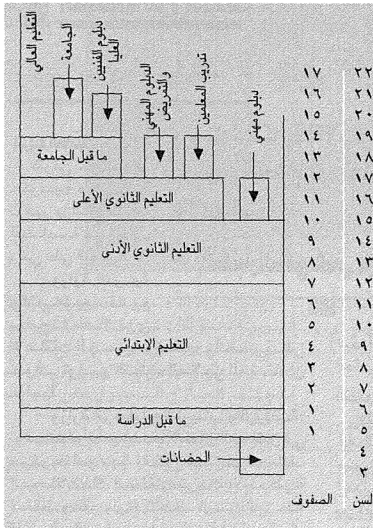 التعليم العالي
الجامعة
دبلوم الفنيين
العليا
الدبلوم المهني
والتمريض
تدريب المعلمين
دبلوم مهني
ما قبل الجامعة
التعليم الثانوي الأعلى
التعليم الثانوي الأدنى
التعليم الابتدائي
ما قبل الدراسة
الحضانات
٢٢ ١٧
٢١ ١٦
٢٠ ١٥
١٩ ١٤
١٨ ١٣
١٧ ١٢
١٦ ١١
١٥ ١٠
١٤ ٩
١٣ ٨
١٢ ٧
١١ ٦
١٠ ٥
٩ ٤
٨ ٣
٧ ٢
٦ ١
٥ ١
٤
٣
لسن الصفوف